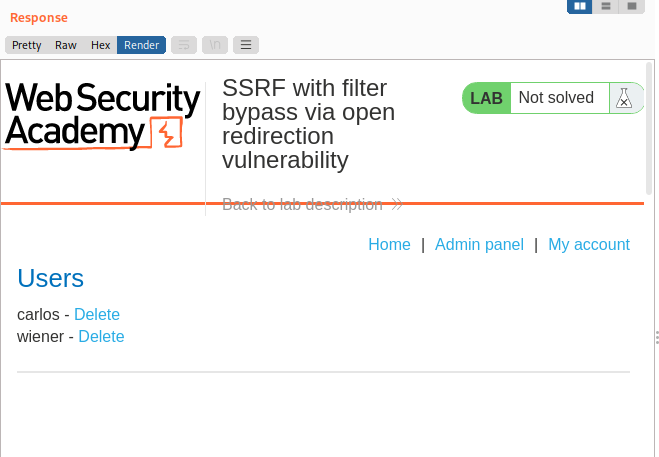 Response
Pretty Raw Hex Render \n
Web Security
Academy
SSRF with filter
bypass via open
redirection
vulnerability
LAB Not solved
Back to lab description
Home | Admin panel | My account
Users
carlos - Delete
wiener - Delete